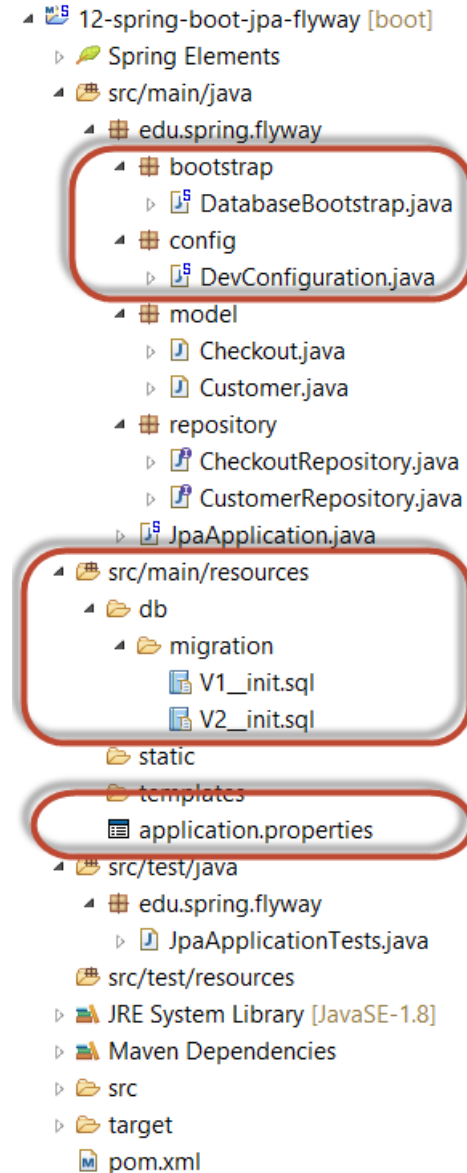 12-spring-boot-jpa-flyway [boot]
Spring Elements
src/main/java
edu.spring.flyway
bootstrap
DatabaseBootstrap.java
config
DevConfiguration.java
model
Checkout.java
Customer.java
repository
CheckoutRepository.java
CustomerRepository.java
JpaApplication.java
src/main/resources
db
migration
V1__init.sql
V2__init.sql
static
templates
application.properties
src/test/java
edu.spring.flyway
JpaApplicationTests.java
src/test/resources
JRE System Library [JavaSE-1.8]
Maven Dependencies
src
target
pom.xml